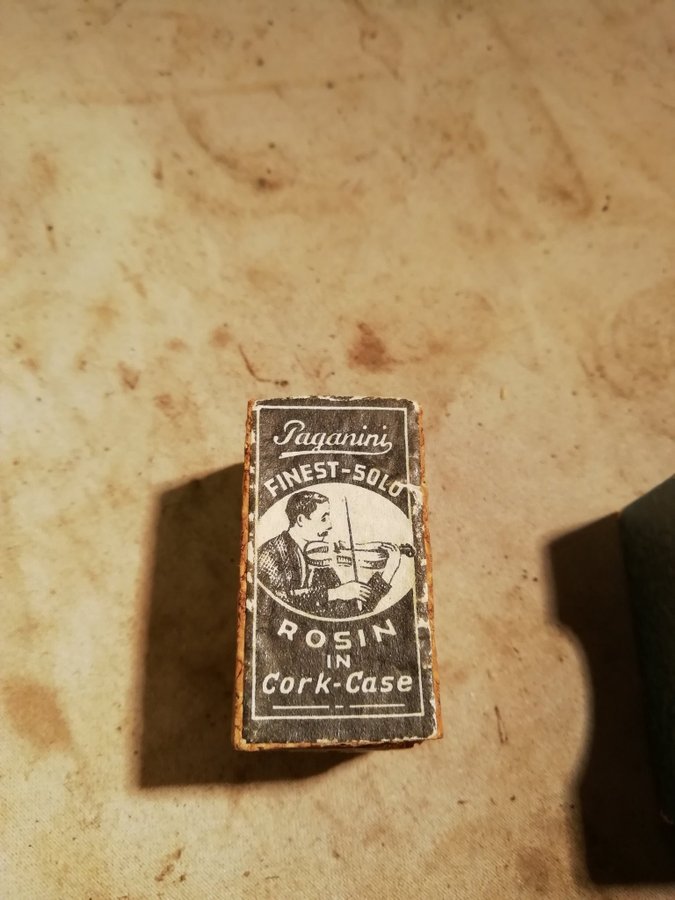 Paganini
FINEST-SOLO
ROSIN
IN
Cork-Case